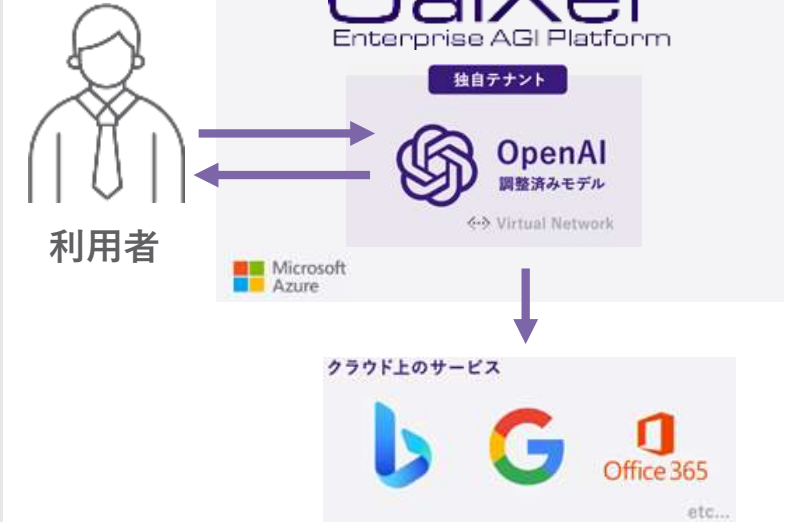 GaiXer
Enterprise AGI Platform
独自テナント
OpenAI
調整済みモデル
Virtual Network
利用者
Microsoft
Azure
クラウド上のサービス
Office 365
etc...